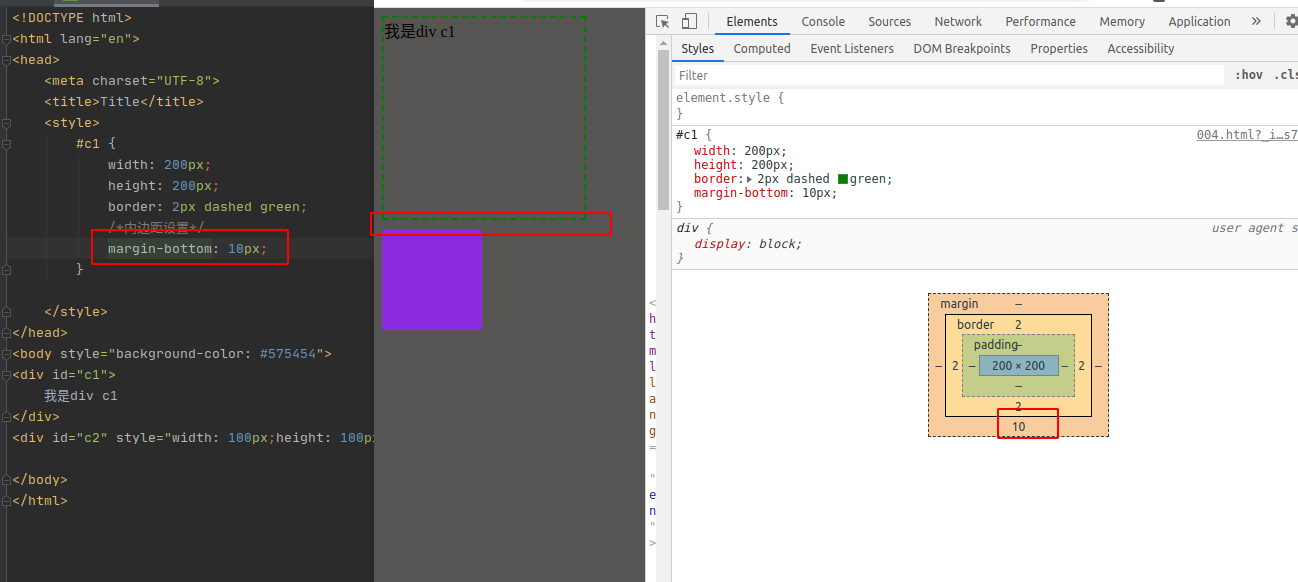 <!DOCTYPE html>
<html lang="en">
<head>
<meta charset="UTF-8">
<title>Title</title>
<style>
#c1 {
width: 200px;
height: 200px;
border: 2px dashed green;
/*内边距设置*/
margin-bottom: 10px;
}
</style>
</head>
<body style="background-color: #575454">
<div id="c1">
我是div c1
</div>
<div id="c2" style="width: 100px;height: 100p
</body>
</html>
我是div c1
Elements Console Sources Network Performance Memory Application »
Styles Computed Event Listeners DOM Breakpoints Properties Accessibility
Filter :hov .cls
element.style {
}
#c1 { 004.html?_i…s7
width: 200px;
height: 200px;
border: 2px dashed green;
margin-bottom: 10px;
}
div { user agent s
display: block;
}
<
h
t
m
l
l
a
n
g
=
"
e
n
"
>
margin –
border 2
padding –
– 2 – 200 × 200 – 2 –
–
2
10